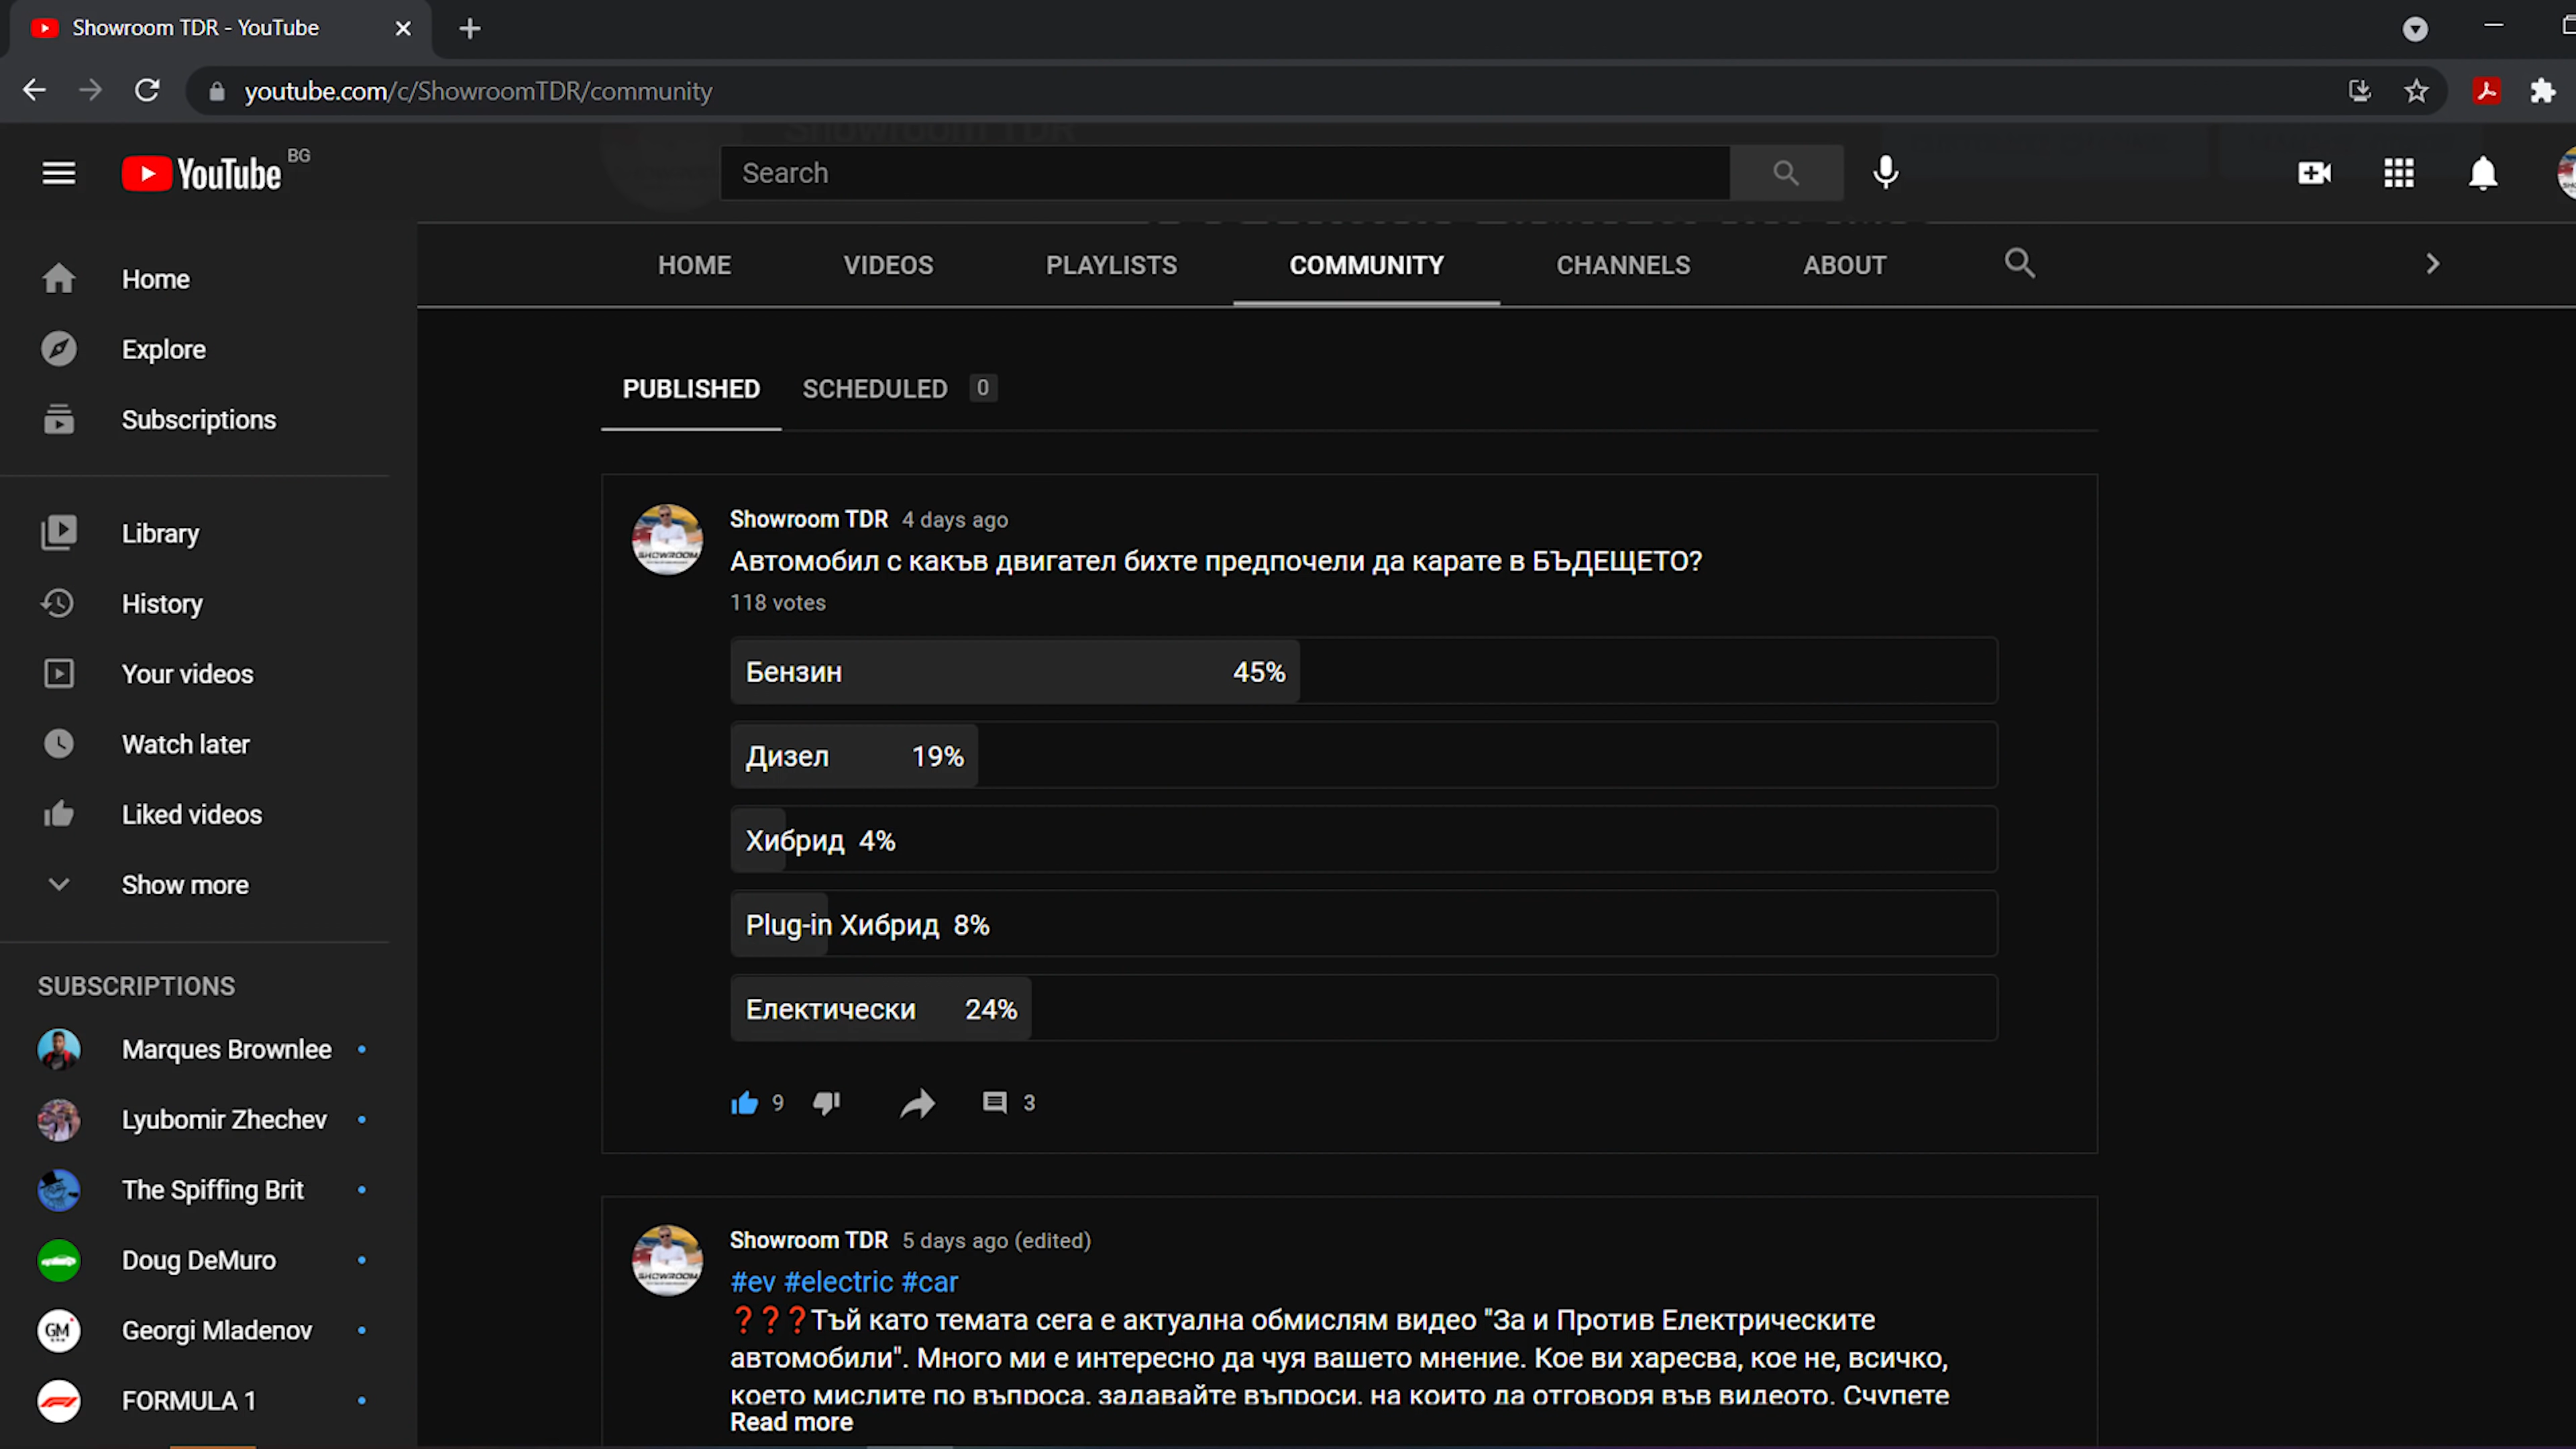 Showroom TDR - YouTube
youtube.com/c/ShowroomTDR/community
Showroom TDR
YouTube BG
Search
HOME VIDEOS PLAYLISTS COMMUNITY CHANNELS ABOUT
Home
Explore
Subscriptions
Library
History
Your videos
Watch later
Liked videos
Show more
SUBSCRIPTIONS
Marques Brownlee
Lyubomir Zhechev
The Spiffing Brit
Doug DeMuro
Georgi Mladenov
FORMULA 1
PUBLISHED SCHEDULED 0
Showroom TDR 4 days ago
Автомобил с какъв двигател бихте предпочели да карате в БЪДЕЩЕТО?
118 votes
Бензин 45%
Дизел 19%
Хибрид 4%
Plug-in Хибрид 8%
Електически 24%
9 3
Showroom TDR 5 days ago (edited)
#ev #electric #car
❓❓❓Тъй като темата сега е актуална обмислям видео "За и Против Електрическите
автомобили". Много ми е интересно да чуя вашето мнение. Кое ви харесва, кое не, всичко,
което мислите по въпроса, задавайте въпроси, на които да отговоря във видеото. Счупете
Read more